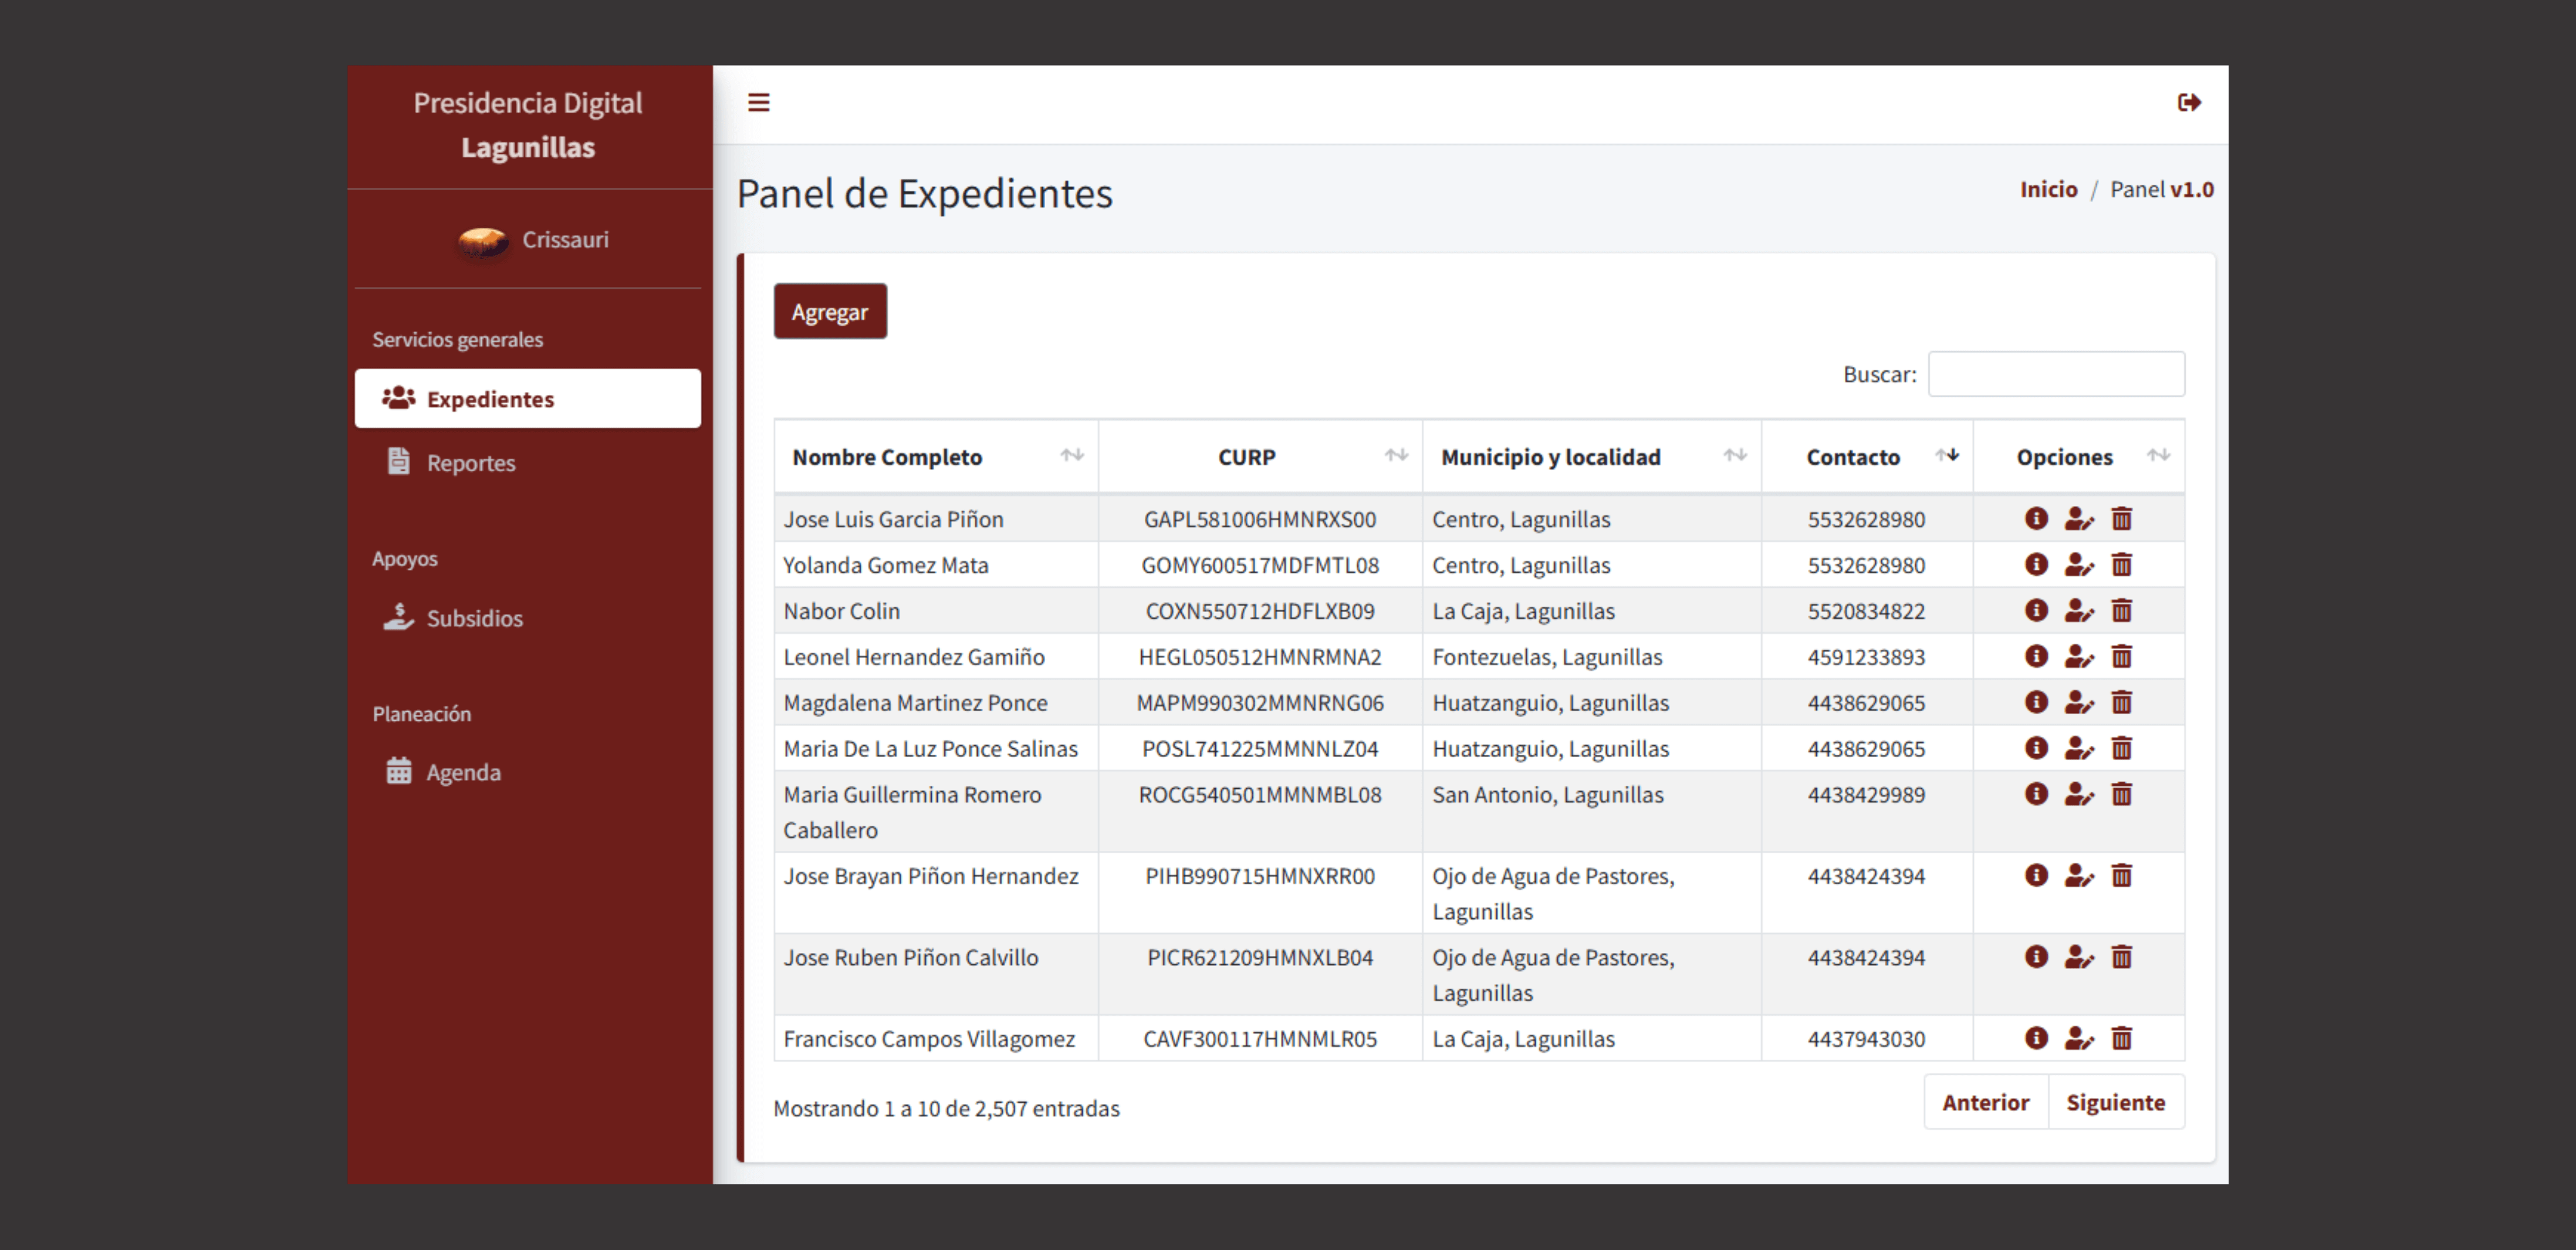 Presidencia Digital
Lagunillas
Crissauri
Servicios generales
Expedientes
Reportes
Apoyos
Subsidios
Planeación
Agenda
Panel de Expedientes
Inicio / Panel v1.0
Agregar
Buscar:
Nombre Completo CURP Municipio y localidad Contacto Opciones
Jose Luis Garcia Piñon GAPL581006HMNRXS00 Centro, Lagunillas 5532628980
Yolanda Gomez Mata GOMY600517MDFMTL08 Centro, Lagunillas 5532628980
Nabor Colin COXN550712HDFLXB09 La Caja, Lagunillas 5520834822
Leonel Hernandez Gamiño HEGL050512HMNRMNA2 Fontezuelas, Lagunillas 4591233893
Magdalena Martinez Ponce MAPM990302MMNRNG06 Huatzanguio, Lagunillas 4438629065
Maria De La Luz Ponce Salinas POSL741225MMNNLZ04 Huatzanguio, Lagunillas 4438629065
Maria Guillermina Romero ROCG540501MMNMBL08 San Antonio, Lagunillas 4438429989
Caballero
Jose Brayan Piñon Hernandez PIHB990715HMNXRR00 Ojo de Agua de Pastores, 4438424394
Lagunillas
Jose Ruben Piñon Calvillo PICR621209HMNXLB04 Ojo de Agua de Pastores, 4438424394
Lagunillas
Francisco Campos Villagomez CAVF300117HMNMLR05 La Caja, Lagunillas 4437943030
Mostrando 1 a 10 de 2,507 entradas
Anterior Siguiente